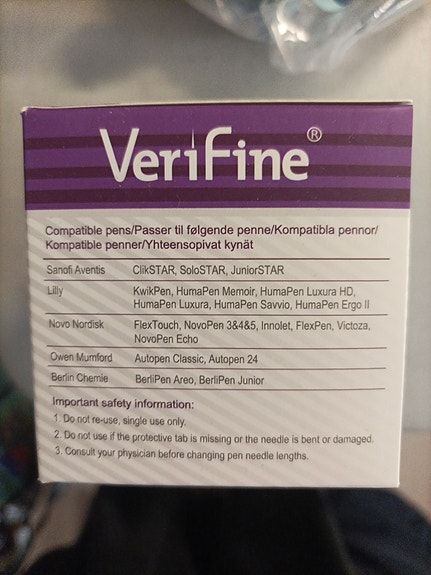 VeriFine®
Compatible pens/Passer til følgende penne/Kompatibla pennor/
Kompatible penner/Yhteensopivat kynät
Sanofi Aventis ClikSTAR, SoloSTAR, JuniorSTAR
Lilly KwikPen, HumaPen Memoir, HumaPen Luxura HD,
HumaPen Luxura, HumaPen Savvio, HumaPen Ergo II
Novo Nordisk FlexTouch, NovoPen 3&4&5, Innolet, FlexPen, Victoza,
NovoPen Echo
Owen Mumford Autopen Classic, Autopen 24
Berlin Chemie BerliPen Areo, BerliPen Junior
Important safety information:
1. Do not re-use, single use only.
2. Do not use if the protective tab is missing or the needle is bent or damaged.
3. Consult your physician before changing pen needle lengths.